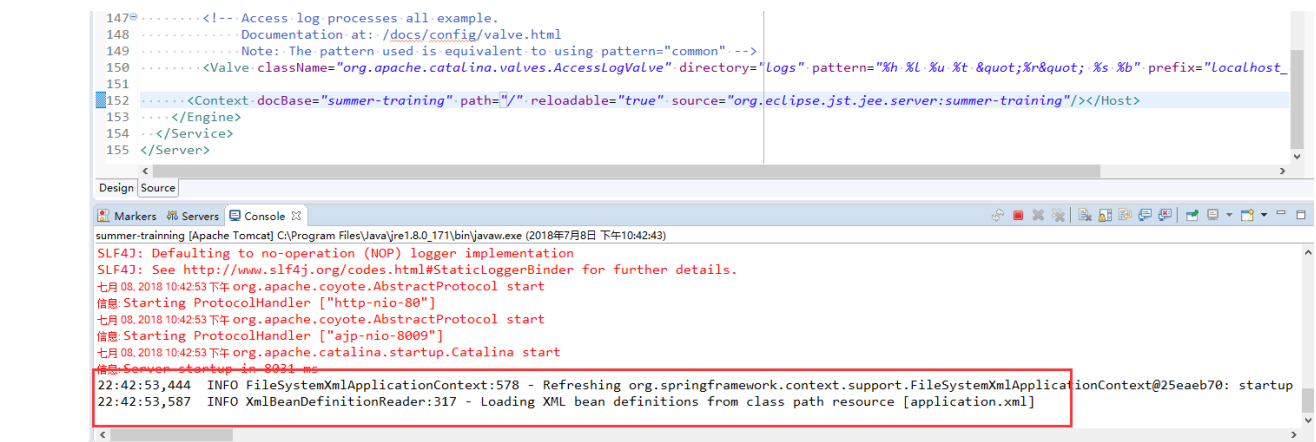 147 <!-- Access log processes all example.
148 Documentation at: /docs/config/valve.html
149 Note: The pattern used is equivalent to using pattern="common" -->
150 <Valve className="org.apache.catalina.valves.AccessLogValve" directory="logs" pattern="%h %l %u %t &quot;%r&quot; %s %b" prefix="localhost_
151
152 <Context docBase="summer-training" path="/" reloadable="true" source="org.eclipse.jst.jee.server:summer-training"/></Host>
153 </Engine>
154 </Service>
155 </Server>
Design Source
Markers Servers Console
summer-trainning [Apache Tomcat] C:\Program Files\Java\jre1.8.0_171\bin\javaw.exe (2018年7月8日 下午10:42:43)
SLF4J: Defaulting to no-operation (NOP) logger implementation
SLF4J: See http://www.slf4j.org/codes.html#StaticLoggerBinder for further details.
七月 08, 2018 10:42:53 下午 org.apache.coyote.AbstractProtocol start
信息: Starting ProtocolHandler ["http-nio-80"]
七月 08, 2018 10:42:53 下午 org.apache.coyote.AbstractProtocol start
信息: Starting ProtocolHandler ["ajp-nio-8009"]
七月 08, 2018 10:42:53 下午 org.apache.catalina.startup.Catalina start
信息: Server startup in 8031 ms
22:42:53,444 INFO FileSystemXmlApplicationContext:578 - Refreshing org.springframework.context.support.FileSystemXmlApplicationContext@25eaeb70: startup
22:42:53,587 INFO XmlBeanDefinitionReader:317 - Loading XML bean definitions from class path resource [application.xml]